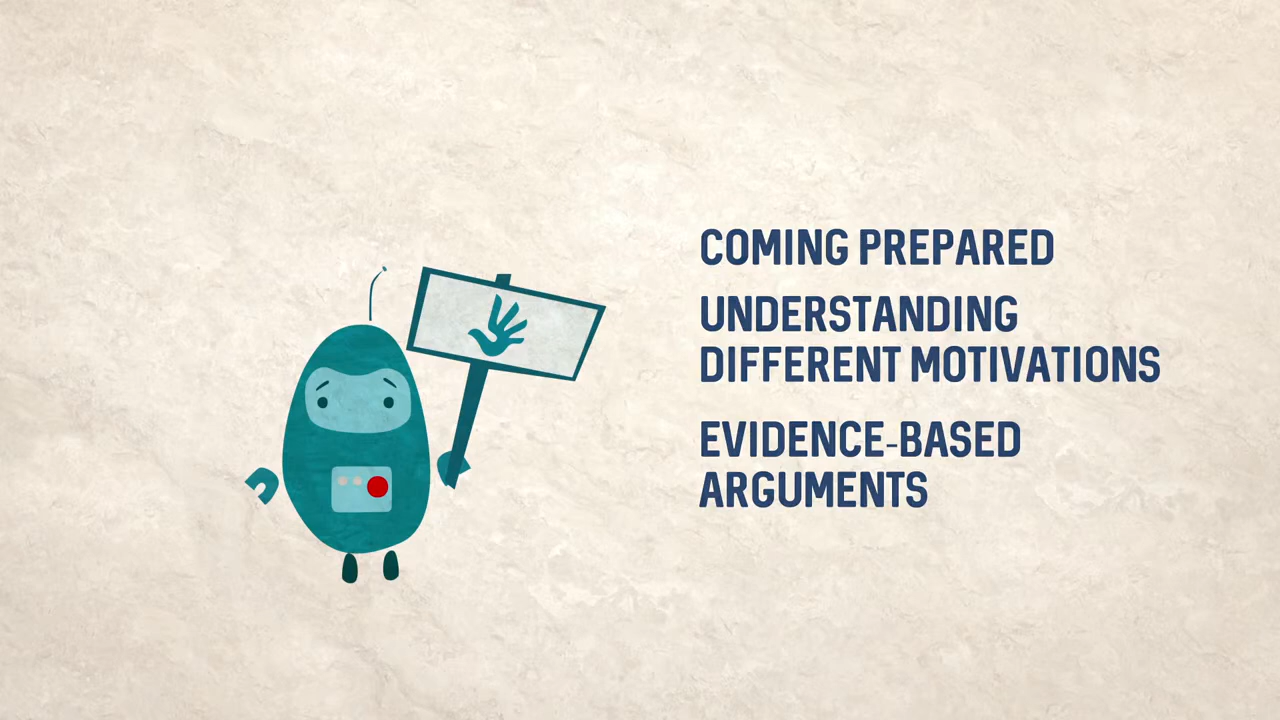 COMING PREPARED
UNDERSTANDING
DIFFERENT MOTIVATIONS
EVIDENCE-BASED
ARGUMENTS